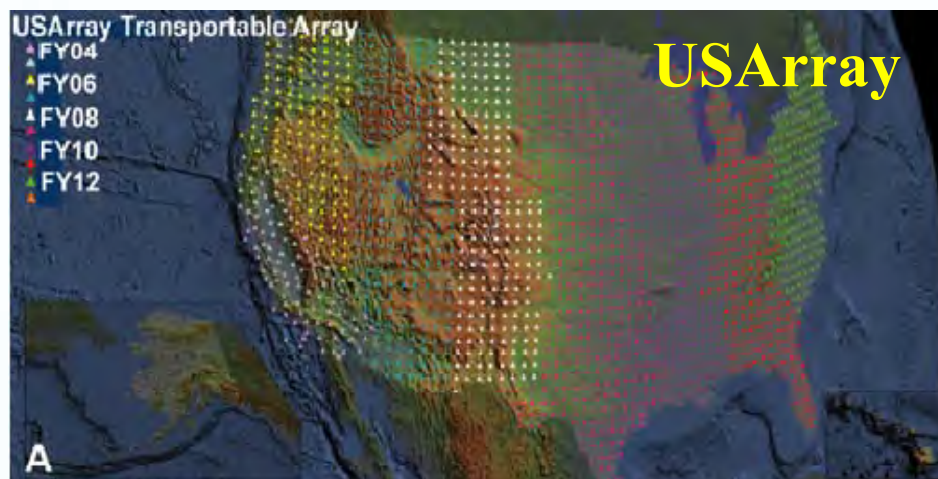 USArray Transportable Array
FY04
FY06
FY08
FY10
FY12
USArray
A